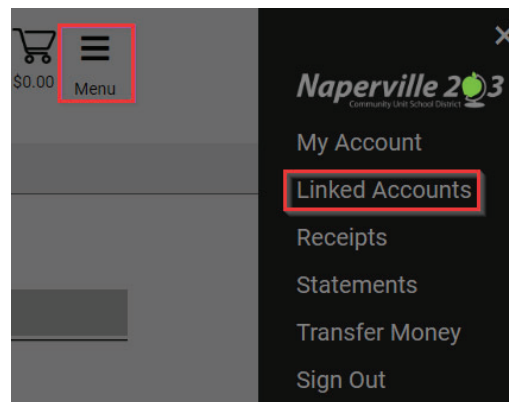 $0.00
Menu
Naperville 203
Community Unit School District
My Account
Linked Accounts
Receipts
Statements
Transfer Money
Sign Out